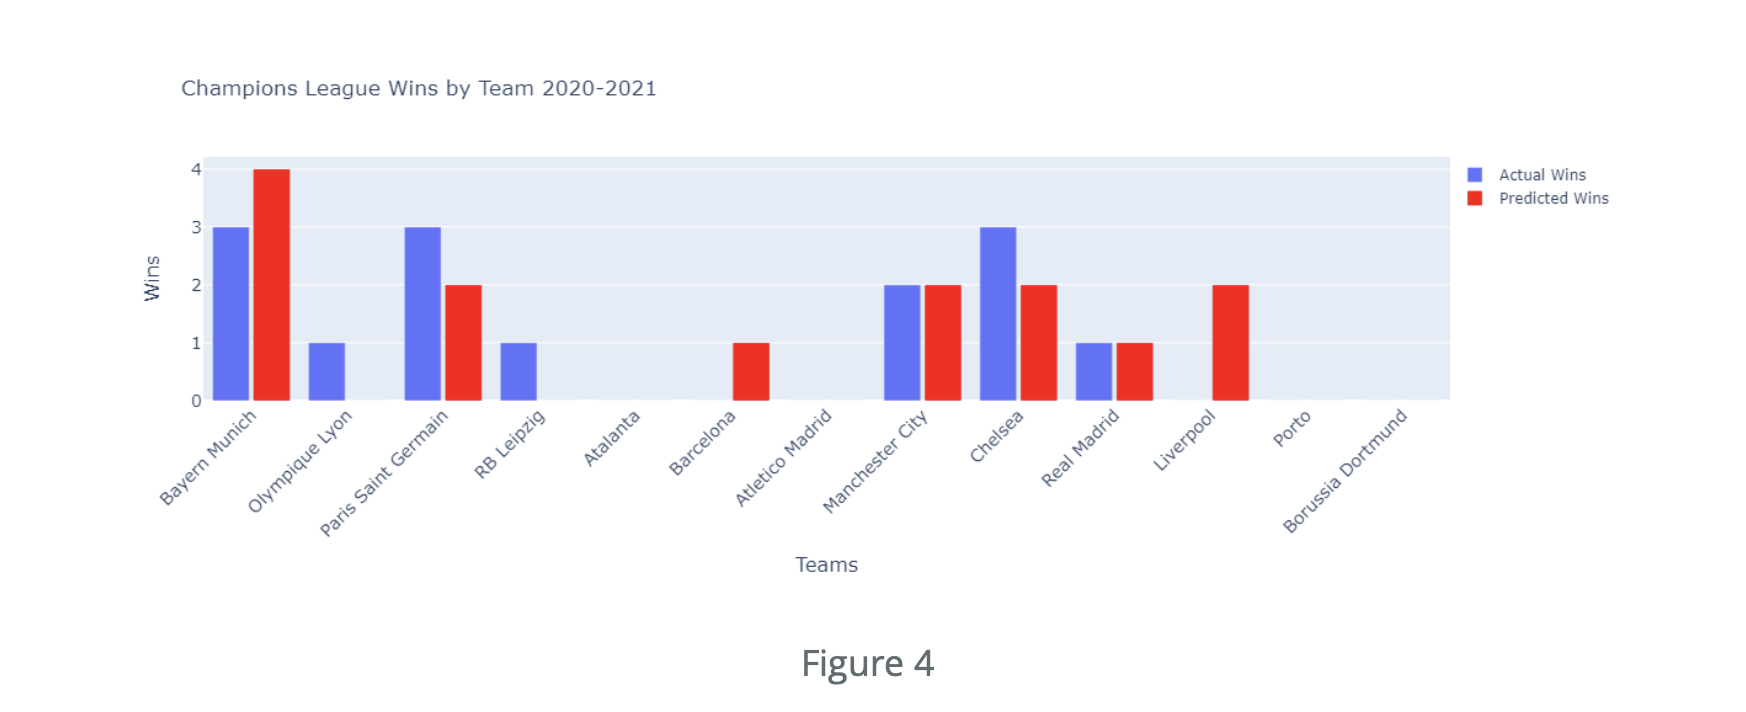 Champions League Wins by Team 2020-2021
4
3
2
1
0
Wins
Actual Wins
Predicted Wins
Bayern Munich
Olympique Lyon
Paris Saint Germain
RB Leipzig
Atalanta
Barcelona
Atletico Madrid
Manchester City
Chelsea
Real Madrid
Liverpool
Porto
Borussia Dortmund
Teams
Figure 4